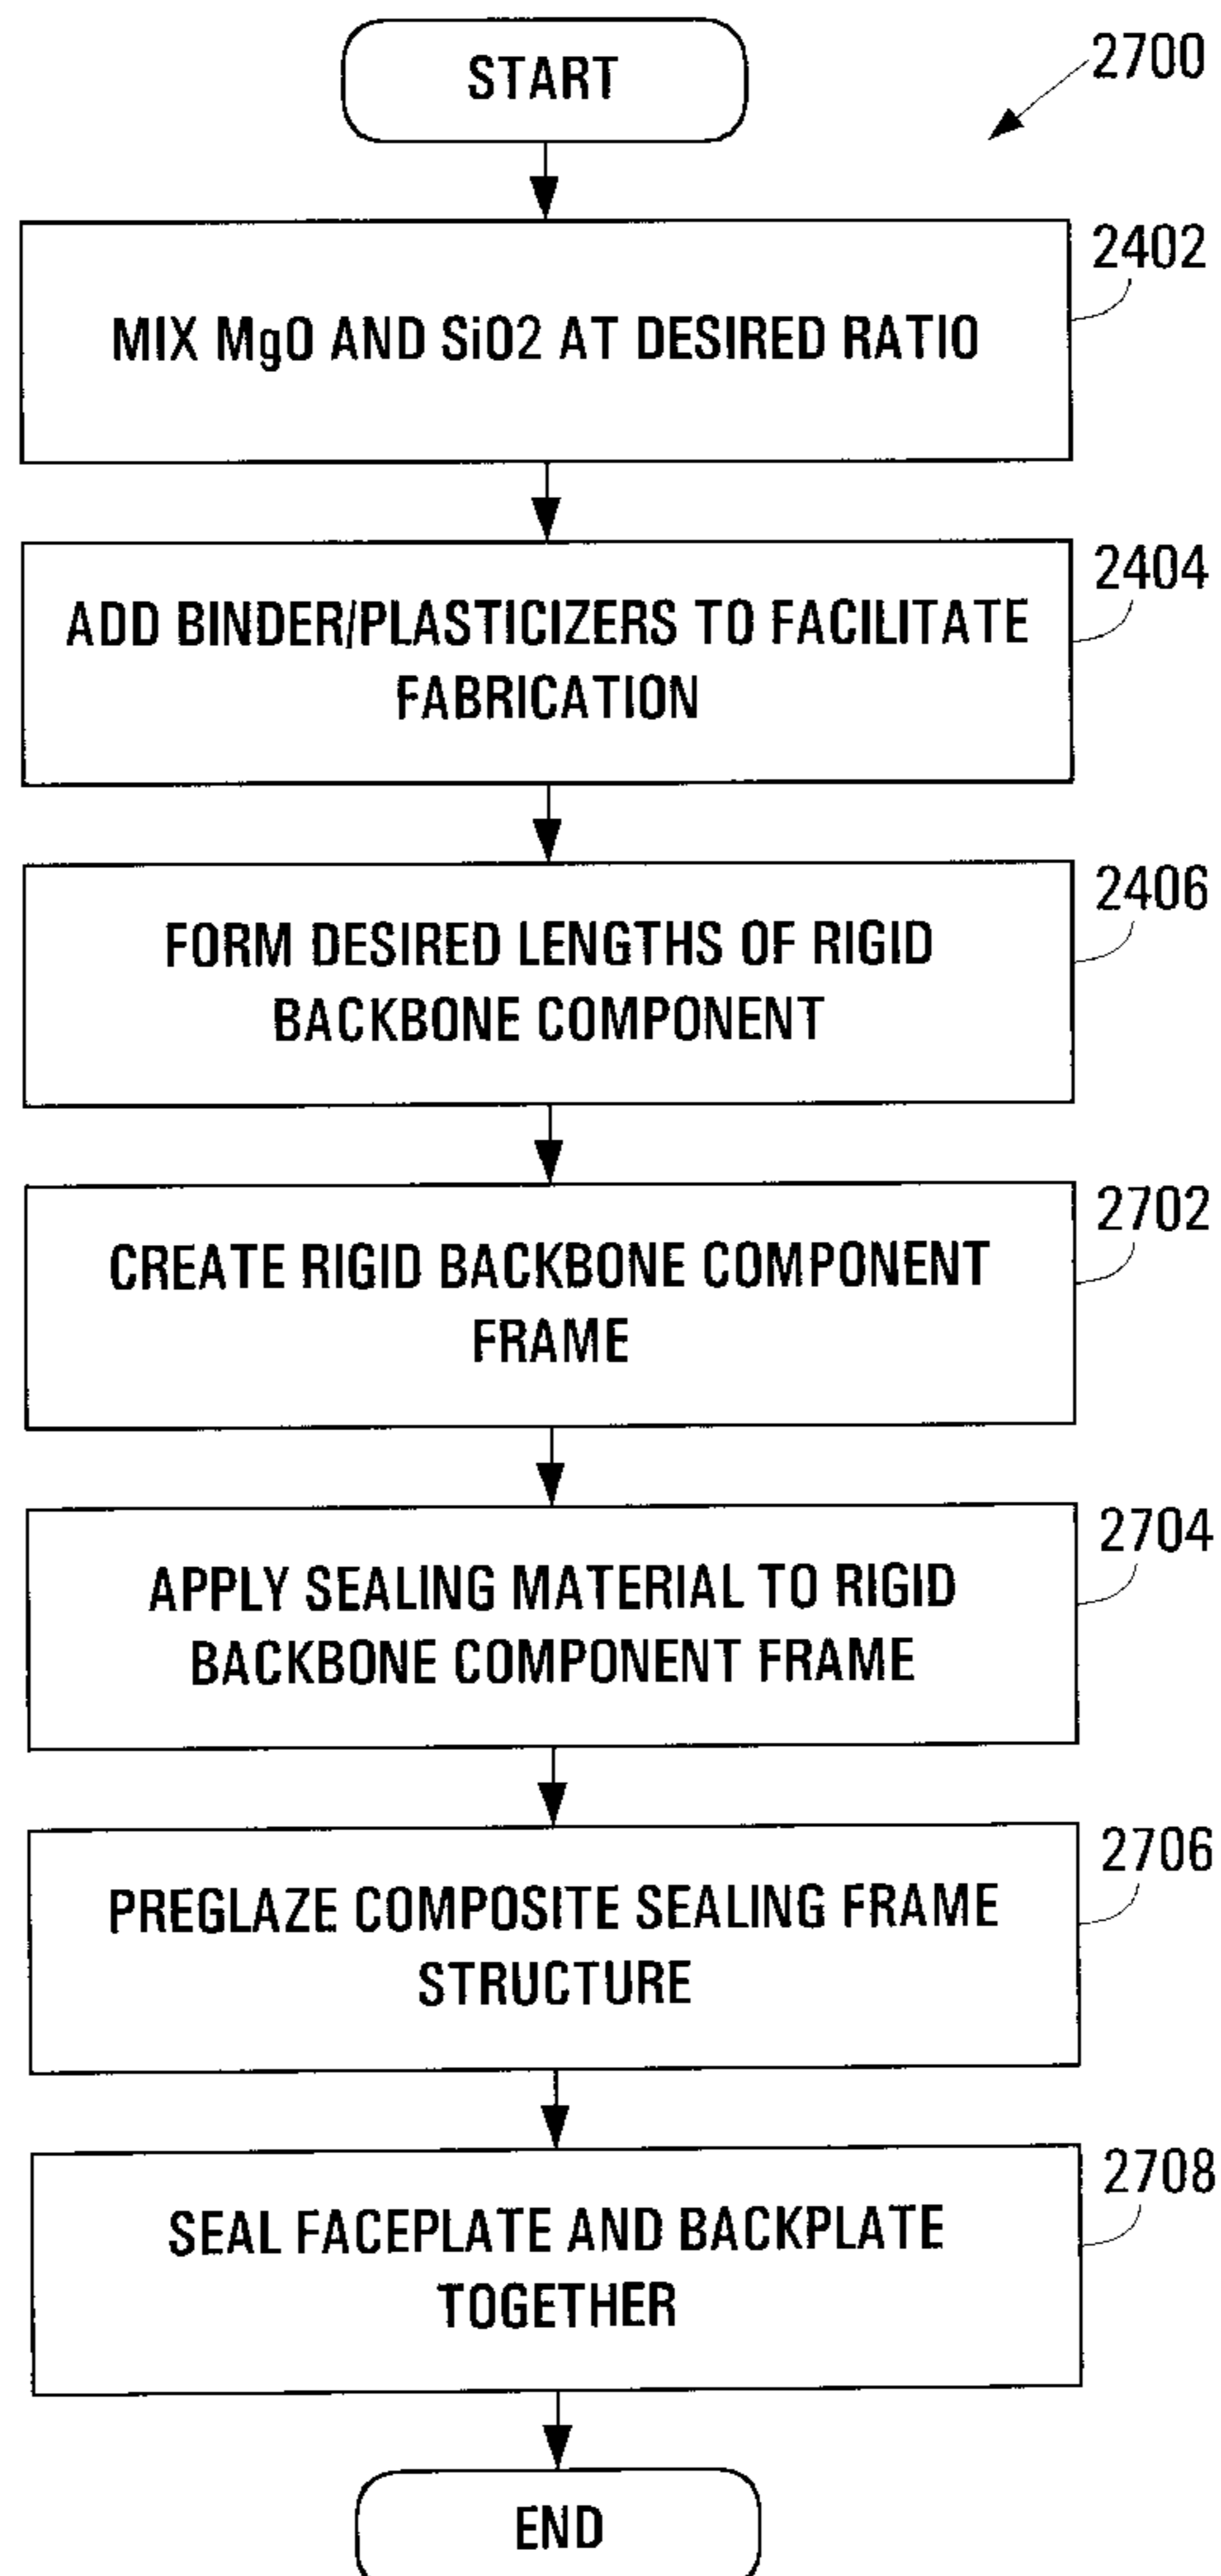 START
2700
2402
MIX MgO AND SiO2 AT DESIRED RATIO
2404
ADD BINDER/PLASTICIZERS TO FACILITATE
FABRICATION
2406
FORM DESIRED LENGTHS OF RIGID
BACKBONE COMPONENT
2702
CREATE RIGID BACKBONE COMPONENT
FRAME
2704
APPLY SEALING MATERIAL TO RIGID
BACKBONE COMPONENT FRAME
2706
PREGLAZE COMPOSITE SEALING FRAME
STRUCTURE
2708
SEAL FACEPLATE AND BACKPLATE
TOGETHER
END